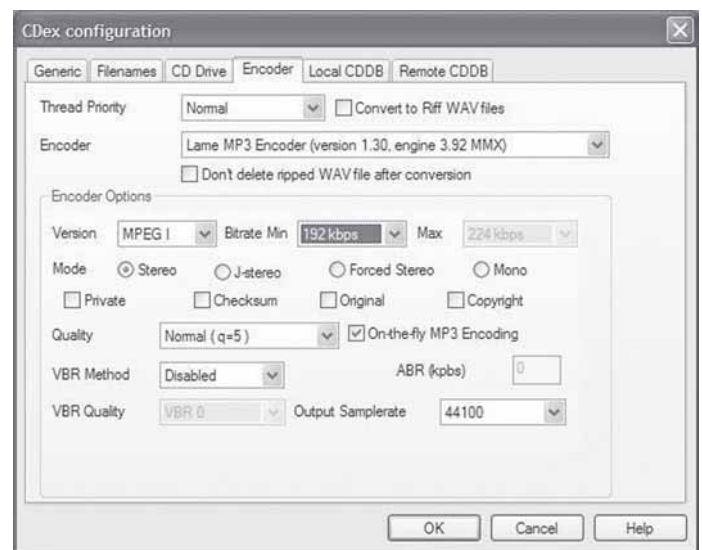 CDex configuration
Generic Filenames CD Drive Encoder Local CDDB Remote CDDB
Thread Priority Normal Convert to Riff WAV files
Encoder Lame MP3 Encoder (version 1.30, engine 3.92 MMX)
Don't delete ripped WAV file after conversion
Encoder Options
Version MPEG I Bitrate Min 192 kbps Max 224 kbps
Mode Stereo J-stereo Forced Stereo Mono
Private Checksum Original Copyright
Quality Normal ( q=5 ) On-the-fly MP3 Encoding
VBR Method Disabled ABR (kpbs) 0
VBR Quality VBR 0 Output Samplerate 44100
OK Cancel Help